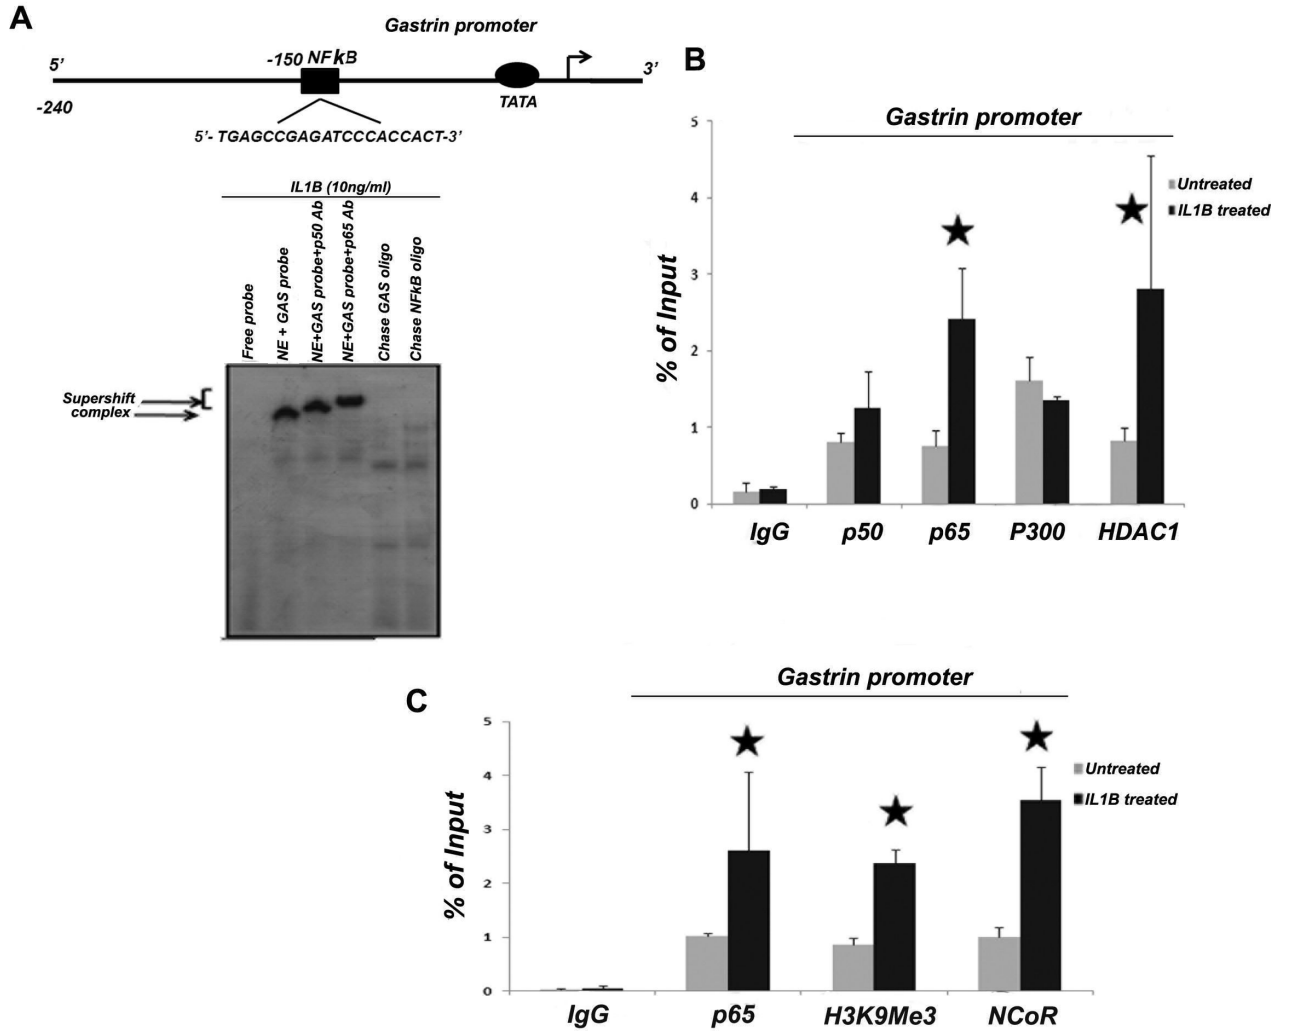 A
Gastrin promoter
-150 NFkB
5’
3’
-240
TATA
5’- TGAGCCGAGATCCCACCACT-3’
IL1B (10ng/ml)
Free probe
NE + GAS probe
NE+GAS probe+p50 Ab
NE+GAS probe+p65 Ab
Chase GAS oligo
Chase NFkB oligo
Supershift
complex
B
Gastrin promoter
% of Input
5
4
3
2
1
0
Untreated
IL1B treated
IgG
p50
p65
P300
HDAC1
C
Gastrin promoter
% of Input
5
4
3
2
1
0
Untreated
IL1B treated
IgG
p65
H3K9Me3
NCoR